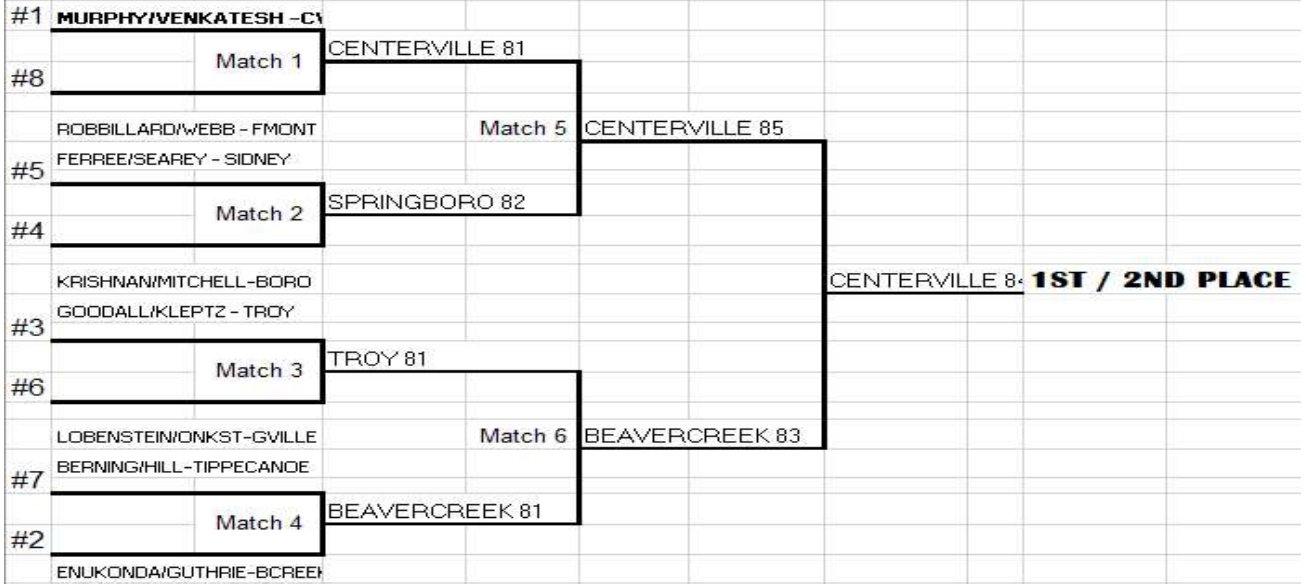 #1 MURPHY/VENKATESH -CV
CENTERVILLE 81
Match 1
#8
ROBBILLARD/WEBB - FMONT
Match 5 CENTERVILLE 85
FERREE/SEAREY - SIDNEY
#5
SPRINGBORO 82
Match 2
#4
KRISHNAN/MITCHELL-BORO
CENTERVILLE 84 1ST / 2ND PLACE
GOODALL/KLEPTZ - TROY
#3
TROY 81
Match 3
#6
LOBENSTEIN/ONKST-GVILLE
Match 6 BEAVERCREEK 83
BERNING/HILL-TIPPECANOE
#7
BEAVERCREEK 81
Match 4
#2
ENUKONDA/GUTHRIE-BCREEK